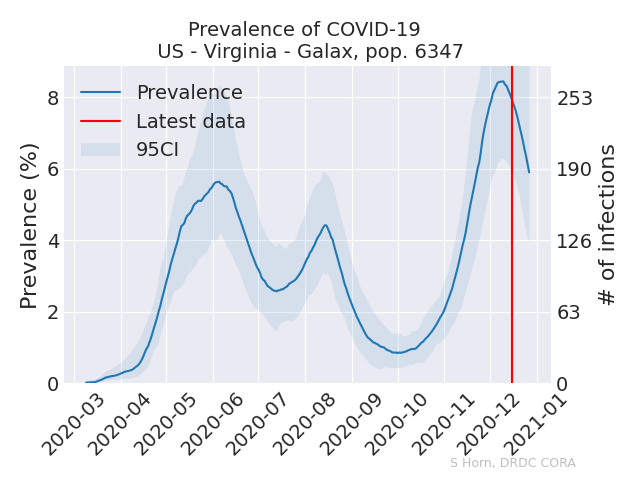 Prevalence of COVID-19
US - Virginia - Galax, pop. 6347
Prevalence
Latest data
95CI
Prevalence (%)
8
6
4
2
0
253
190
126
63
0
# of infections
2020-03
2020-04
2020-05
2020-06
2020-07
2020-08
2020-09
2020-10
2020-11
2020-12
2021-01
S Horn, DRDC CORA